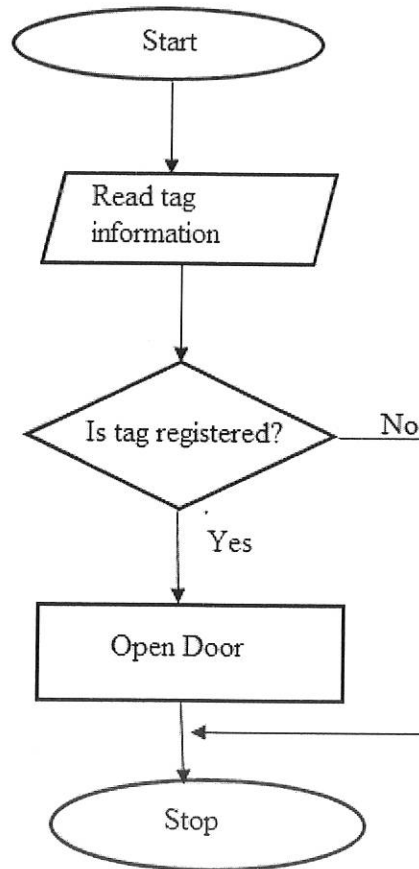 Start
Read tag
information
Is tag registered?
No
Yes
Open Door
Stop